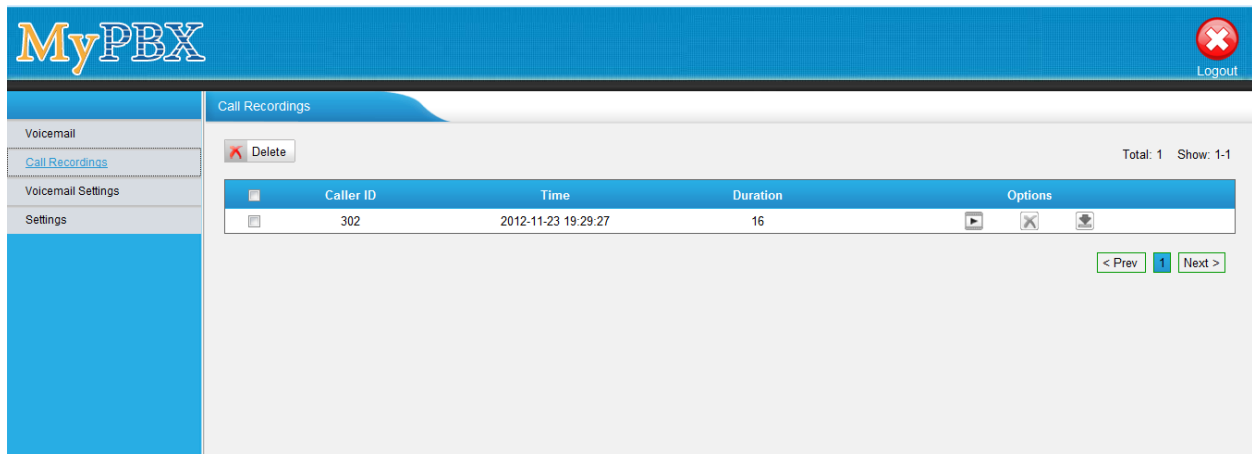 MyPBX
Logout
Call Recordings
Voicemail
Call Recordings
Voicemail Settings
Settings
Delete
Total: 1 Show: 1-1
Caller ID Time Duration Options
302 2012-11-23 19:29:27 16
< Prev 1 Next >